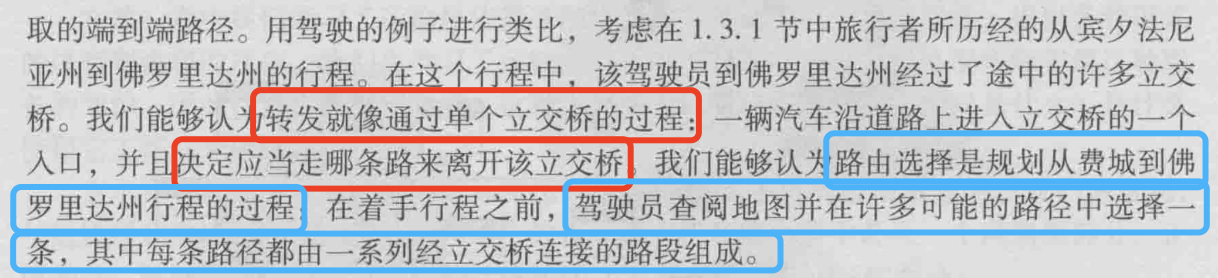 取的端到端路径。用驾驶的例子进行类比，考虑在1.3.1节中旅行者所历经的从宾夕法尼
亚州到佛罗里达州的行程。在这个行程中，该驾驶员到佛罗里达州经过了途中的许多立交
桥。我们能够认为转发就像通过单个立交桥的过程：一辆汽车沿道路上进入立交桥的一个
入口，并且决定应当走哪条路来离开该立交桥。我们能够认为路由选择是规划从费城到佛
罗里达州行程的过程：在着手行程之前，驾驶员查阅地图并在许多可能的路径中选择一
条，其中每条路径都由一系列经立交桥连接的路段组成。